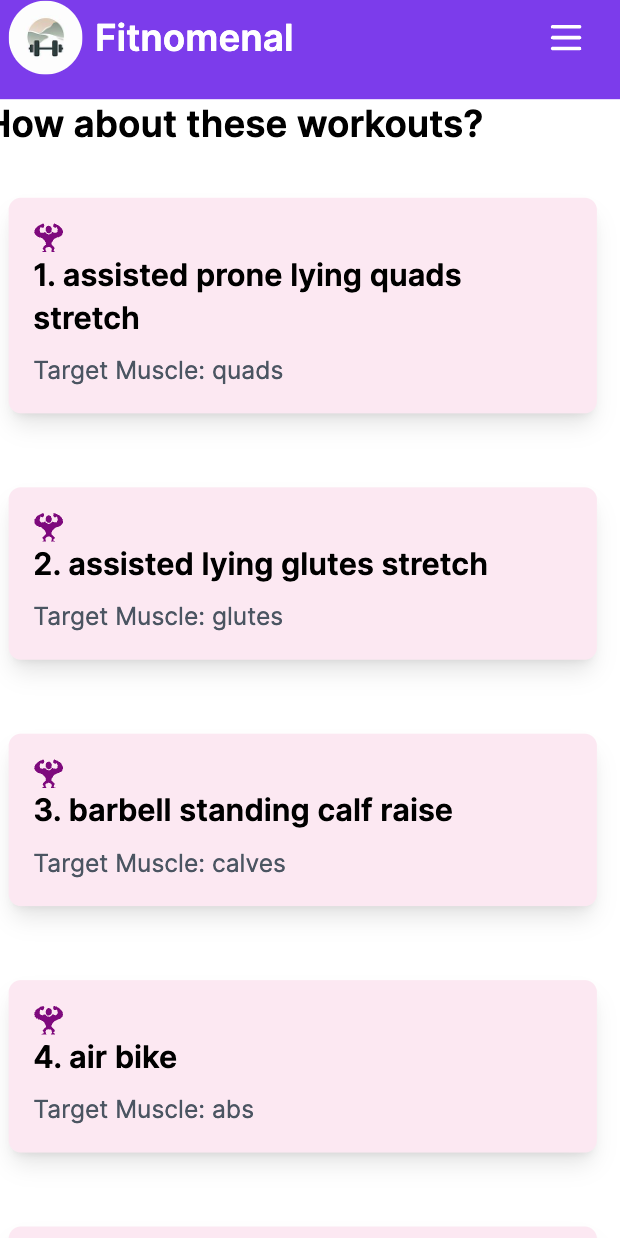 Fitnomenal
How about these workouts?
1. assisted prone lying quads
stretch
Target Muscle: quads
2. assisted lying glutes stretch
Target Muscle: glutes
3. barbell standing calf raise
Target Muscle: calves
4. air bike
Target Muscle: abs